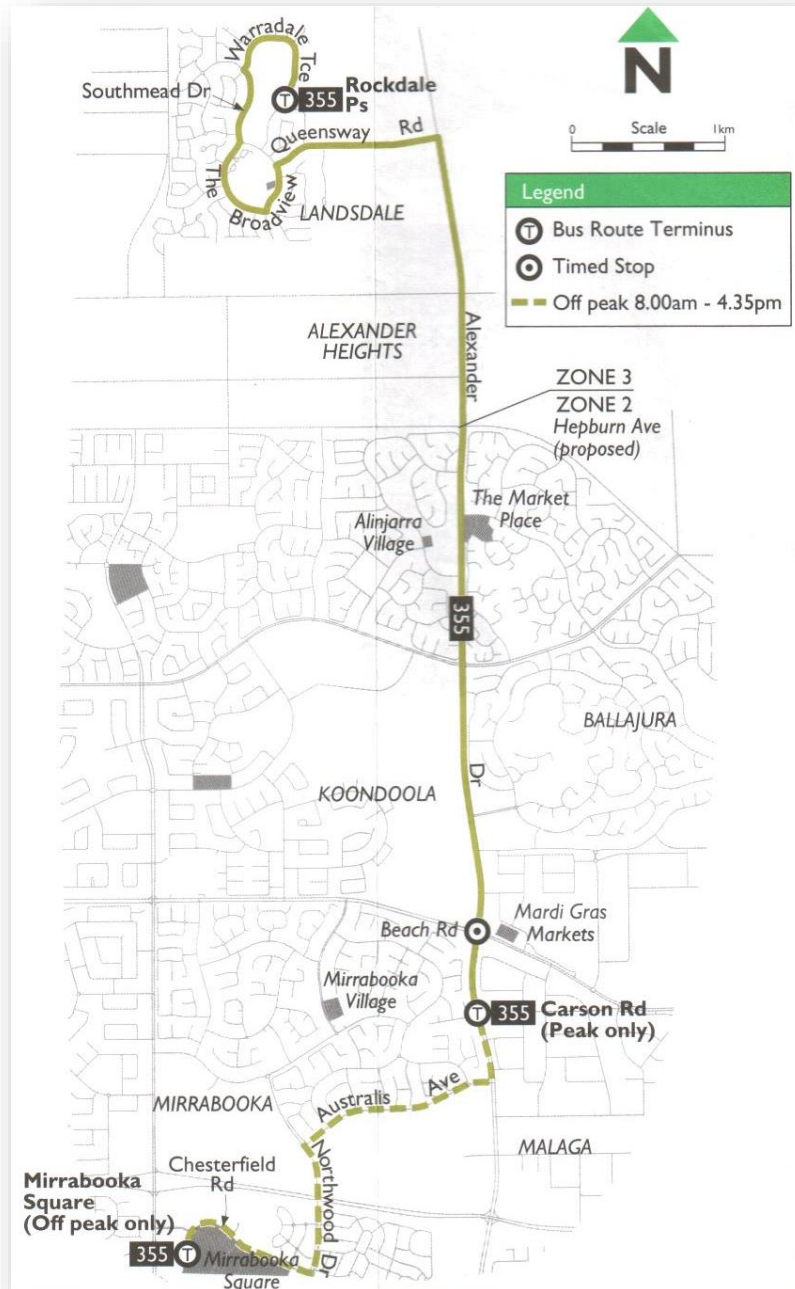 Warradale Tce
Southmead Dr
T 355 Rockdale
Ps
Queensway Rd
The Broadview
LANDSDALE
N
0 Scale 1km
Legend
T Bus Route Terminus
Timed Stop
Off peak 8.00am - 4.35pm
ALEXANDER
HEIGHTS
Alexander
ZONE 3
ZONE 2
Hepburn Ave
(proposed)
The Market
Place
Alinjarra
Village
355
BALLAJURA
Dr
KOONDOOLA
Beach Rd
Mardi Gras
Markets
Mirrabooka
Village
T 355 Carson Rd
(Peak only)
Australis Ave
MIRRABOOKA
MALAGA
Northwood Dr
Chesterfield
Rd
Mirrabooka
Square
(Off peak only)
355 T
Mirrabooka
Square